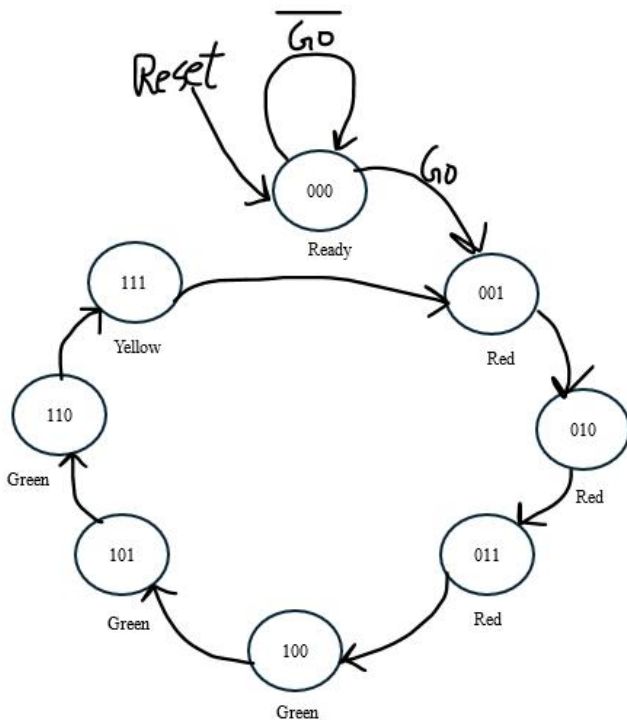 Go
Reset
Go
000
Ready
111
001
Yellow
Red
110
010
Green
Red
101
011
Green
Red
100
Green